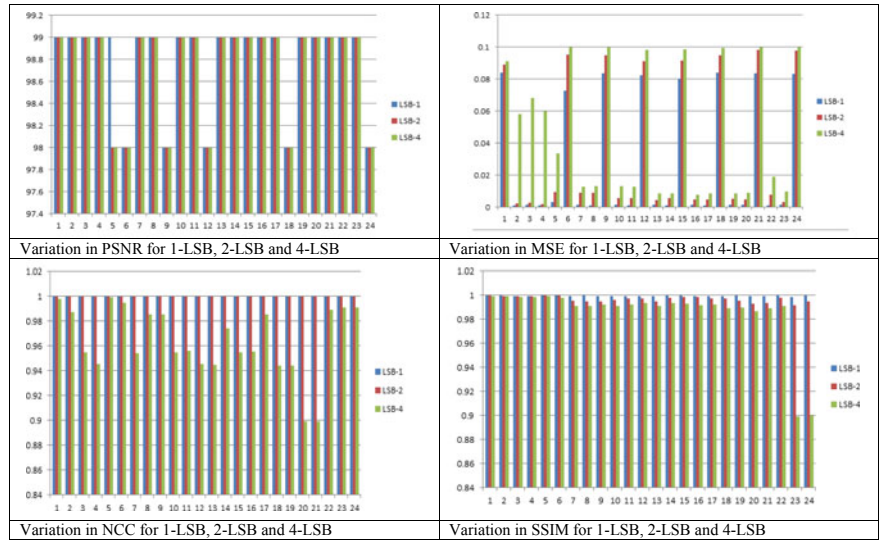 99.2
99
98.8
98.6
98.4
98.2
98
97.8
97.6
97.4
1 2 3 4 5 6 7 8 9 10 11 12 13 14 15 16 17 18 19 20 21 22 23 24
LSB-1
LSB-2
LSB-4
0.12
0.1
0.08
0.06
0.04
0.02
0
1 2 3 4 5 6 7 8 9 10 11 12 13 14 15 16 17 18 19 20 21 22 23 24
LSB-1
LSB-2
LSB-4
Variation in PSNR for 1-LSB, 2-LSB and 4-LSB
Variation in MSE for 1-LSB, 2-LSB and 4-LSB
1.02
1
0.98
0.96
0.94
0.92
0.9
0.88
0.86
0.84
1 2 3 4 5 6 7 8 9 10 11 12 13 14 15 16 17 18 19 20 21 22 23 24
LSB-1
LSB-2
LSB-4
1.02
1
0.98
0.96
0.94
0.92
0.9
0.88
0.86
0.84
1 2 3 4 5 6 7 8 9 10 11 12 13 14 15 16 17 18 19 20 21 22 23 24
LSB-1
LSB-2
LSB-4
Variation in NCC for 1-LSB, 2-LSB and 4-LSB
Variation in SSIM for 1-LSB, 2-LSB and 4-LSB